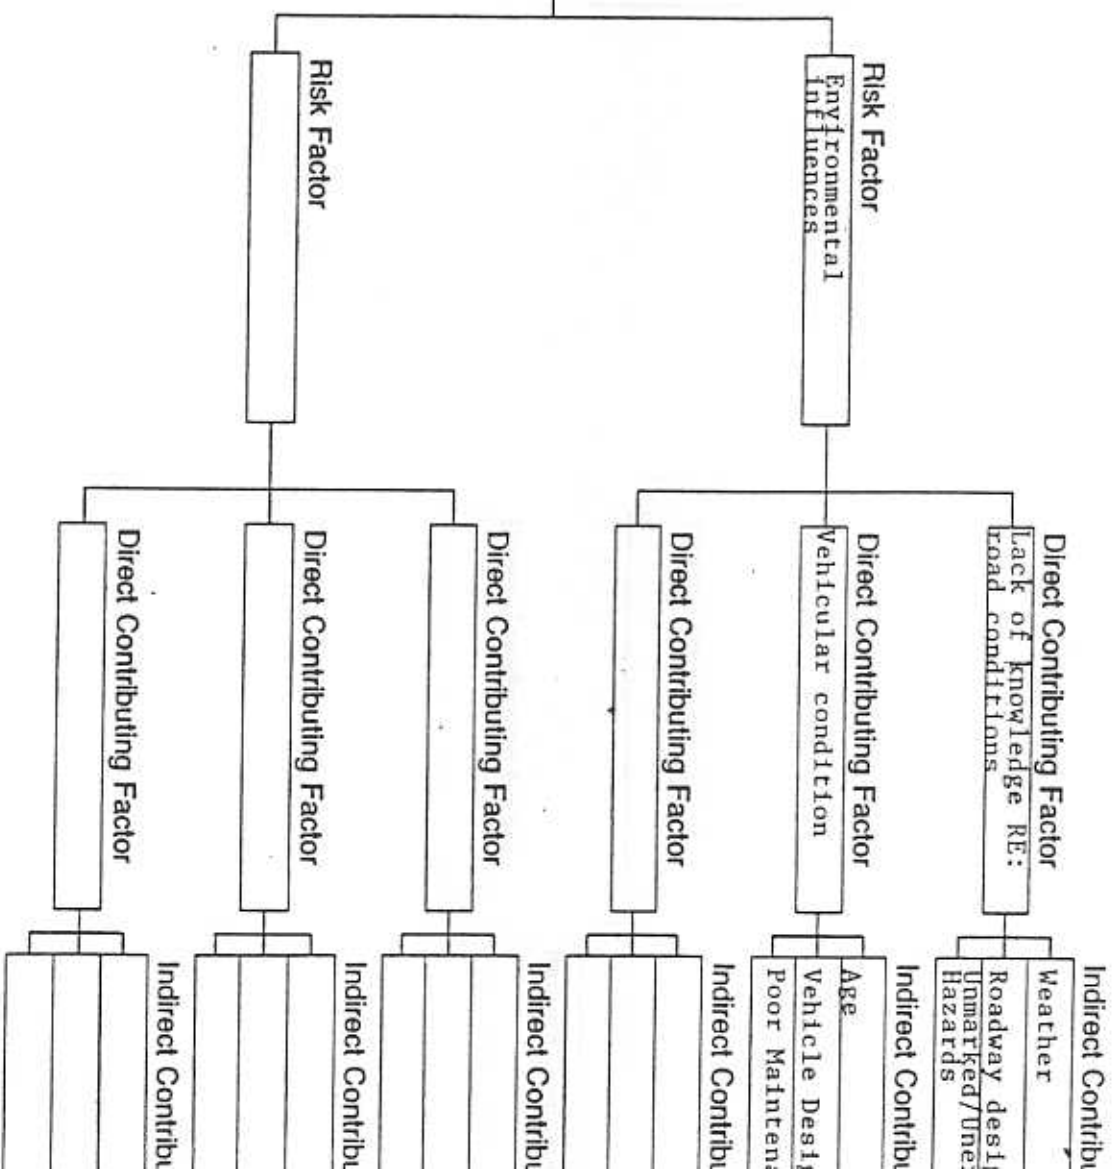 Risk Factor
Environmental
influences
Direct Contributing Factor
Lack of knowledge RE:
road conditions
Indirect Contribu
Weather
Roadway desi
Unmarked/Une
Hazards
Direct Contributing Factor
Vehicular condition
Indirect Contribu
Age
Vehicle Desig
Poor Maintena
Direct Contributing Factor
Indirect Contribu
Risk Factor
Direct Contributing Factor
Indirect Contribu
Direct Contributing Factor
Indirect Contribu
Direct Contributing Factor
Indirect Contribu